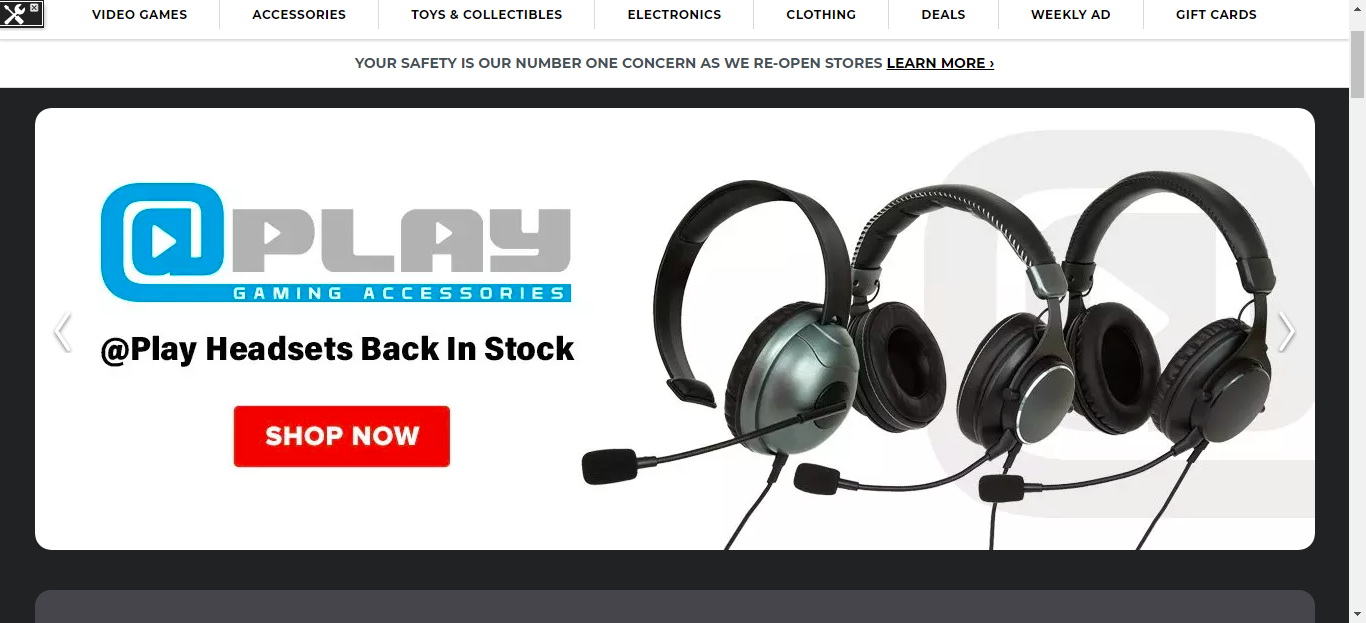 VIDEO GAMES ACCESSORIES TOYS & COLLECTIBLES ELECTRONICS CLOTHING DEALS WEEKLY AD GIFT CARDS
YOUR SAFETY IS OUR NUMBER ONE CONCERN AS WE RE-OPEN STORES LEARN MORE ›
@PLAY
GAMING ACCESSORIES
@Play Headsets Back In Stock
SHOP NOW